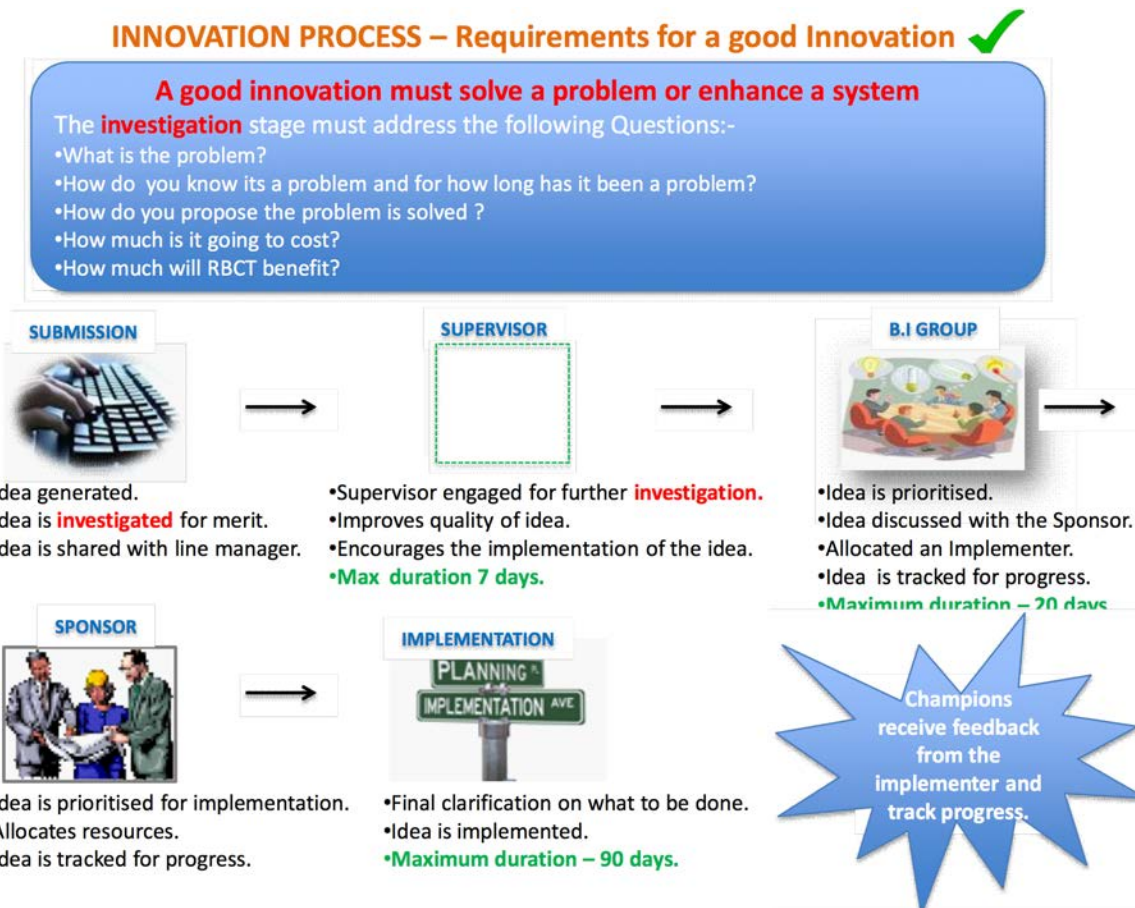 INNOVATION PROCESS – Requirements for a good Innovation
A good innovation must solve a problem or enhance a system
The investigation stage must address the following Questions:-
•What is the problem?
•How do you know its a problem and for how long has it been a problem?
•How do you propose the problem is solved ?
•How much is it going to cost?
•How much will RBCT benefit?
SUBMISSION
dea generated.
dea is investigated for merit.
dea is shared with line manager.
SUPERVISOR
•Supervisor engaged for further investigation.
•Improves quality of idea.
•Encourages the implementation of the idea.
•Max duration 7 days.
B.I GROUP
•Idea is prioritised.
•Idea discussed with the Sponsor.
•Allocated an Implementer.
•Idea is tracked for progress.
•Maximum duration – 20 days
SPONSOR
dea is prioritised for implementation.
Allocates resources.
dea is tracked for progress.
IMPLEMENTATION
PLANNING PL
IMPLEMENTATION AVE
•Final clarification on what to be done.
•Idea is implemented.
•Maximum duration – 90 days.
Champions
receive feedback
from the
implementer and
track progress.